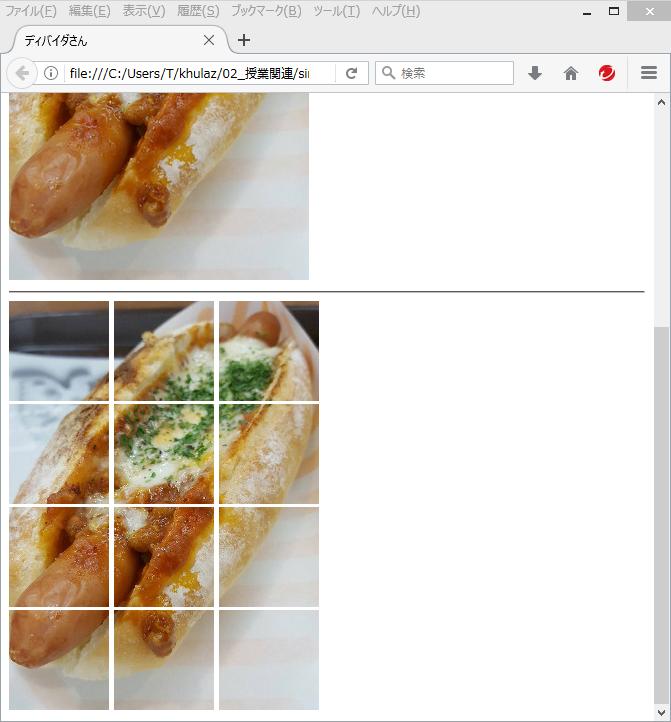 ファイル(F) 編集(E) 表示(V) 履歴(S) ブックマーク(B) ツール(T) ヘルプ(H)
ディバイダさん
file:///C:/Users/T/khulaz/02_授業関連/sin
検索